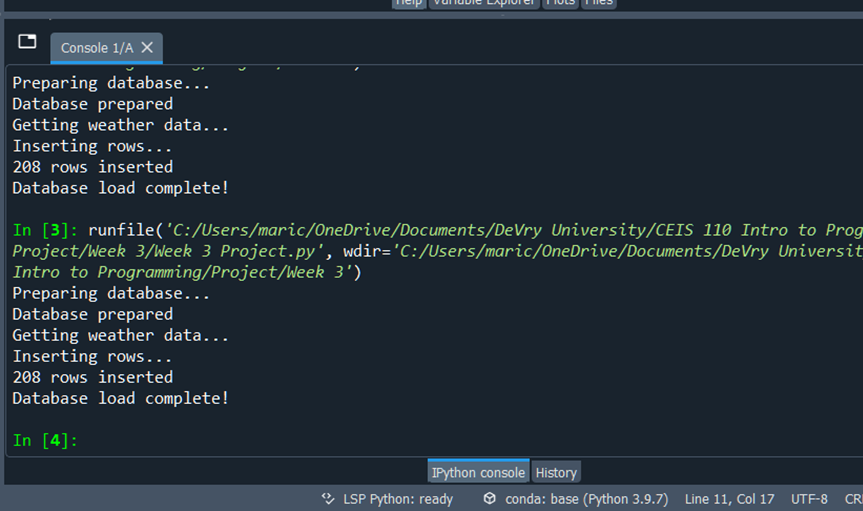 Help Variable Explorer Plots Files
Console 1/A
Preparing database...
Database prepared
Getting weather data...
Inserting rows...
208 rows inserted
Database load complete!
In [3]: runfile('C:/Users/maric/OneDrive/Documents/DeVry University/CEIS 110 Intro to Prog
Project/Week 3/Week 3 Project.py', wdir='C:/Users/maric/OneDrive/Documents/DeVry Universit
Intro to Programming/Project/Week 3')
Preparing database...
Database prepared
Getting weather data...
Inserting rows...
208 rows inserted
Database load complete!
In [4]:
IPython console History
LSP Python: ready conda: base (Python 3.9.7) Line 11, Col 17 UTF-8 CR